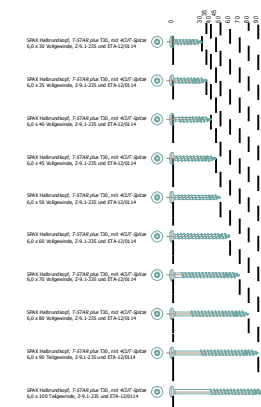 0 30 35 40 45 50 60 70 80 90
SPAX Halbrundkopf, T-STAR plus T30, mit 4CUT-Spitze
6,0 x 30 Vollgewinde, Z-9.1-235 und ETA-12/0114
SPAX Halbrundkopf, T-STAR plus T30, mit 4CUT-Spitze
6,0 x 35 Vollgewinde, Z-9.1-235 und ETA-12/0114
SPAX Halbrundkopf, T-STAR plus T30, mit 4CUT-Spitze
6,0 x 40 Vollgewinde, Z-9.1-235 und ETA-12/0114
SPAX Halbrundkopf, T-STAR plus T30, mit 4CUT-Spitze
6,0 x 45 Vollgewinde, Z-9.1-235 und ETA-12/0114
SPAX Halbrundkopf, T-STAR plus T30, mit 4CUT-Spitze
6,0 x 50 Vollgewinde, Z-9.1-235 und ETA-12/0114
SPAX Halbrundkopf, T-STAR plus T30, mit 4CUT-Spitze
6,0 x 60 Vollgewinde, Z-9.1-235 und ETA-12/0114
SPAX Halbrundkopf, T-STAR plus T30, mit 4CUT-Spitze
6,0 x 70 Vollgewinde, Z-9.1-235 und ETA-12/0114
SPAX Halbrundkopf, T-STAR plus T30, mit 4CUT-Spitze
6,0 x 80 Vollgewinde, Z-9.1-235 und ETA-12/0114
SPAX Halbrundkopf, T-STAR plus T30, mit 4CUT-Spitze
6,0 x 90 Teilgewinde, Z-9.1-235 und ETA-12/0114
SPAX Halbrundkopf, T-STAR plus T30, mit 4CUT-Spitze
6,0 x 100 Teilgewinde, Z-9.1-235 und ETA-12/0114